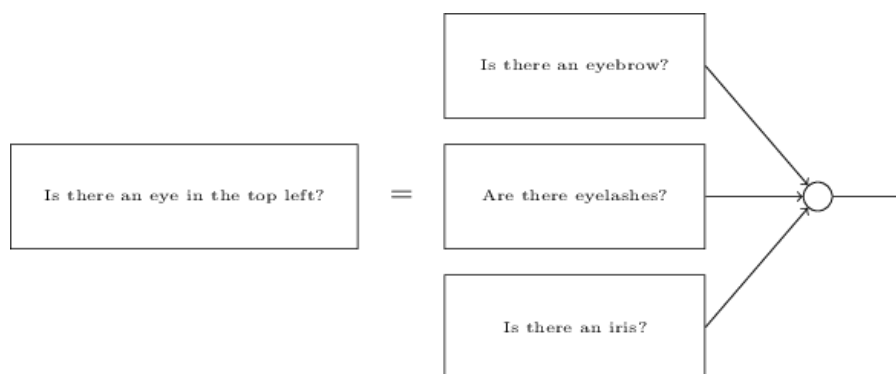 Is there an eyebrow?
Is there an eye in the top left?
=
Are there eyelashes?
Is there an iris?